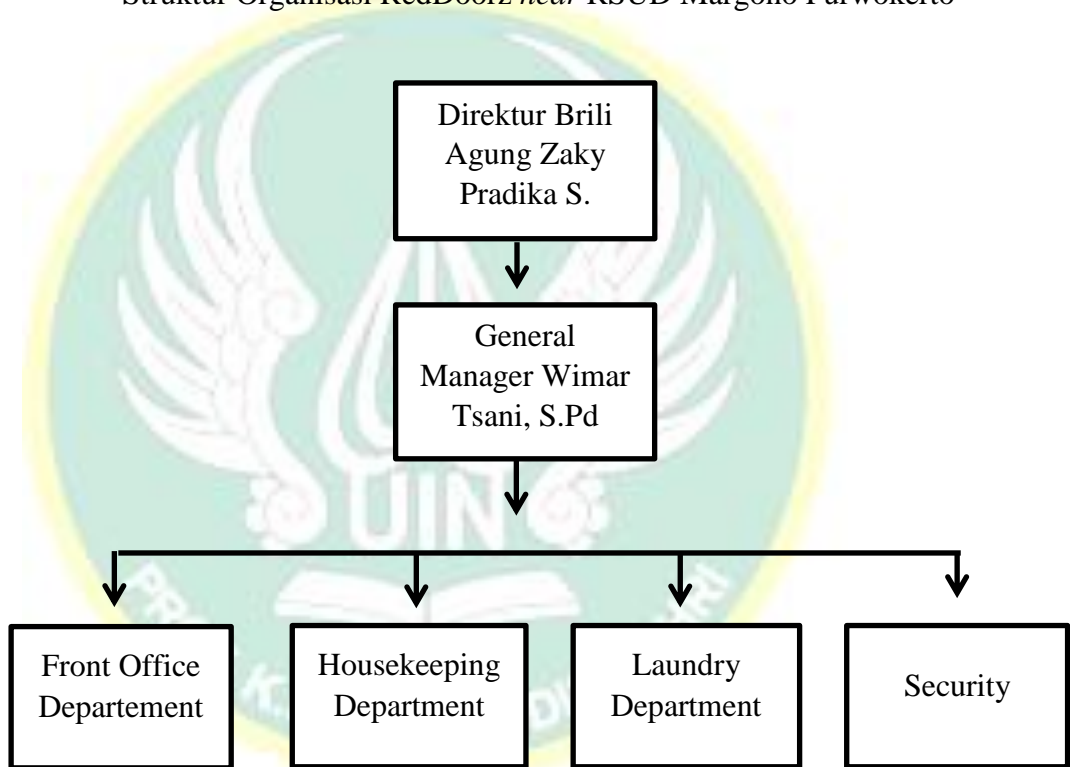 Struktur Organisasi RedDoorz near RSUD Margono Purwokerto
Direktur Brili
Agung Zaky
Pradika S.
General
Manager Wimar
Tsani, S.Pd
UIN
Front Office
Departement
Housekeeping
Department
Laundry
Department
Security